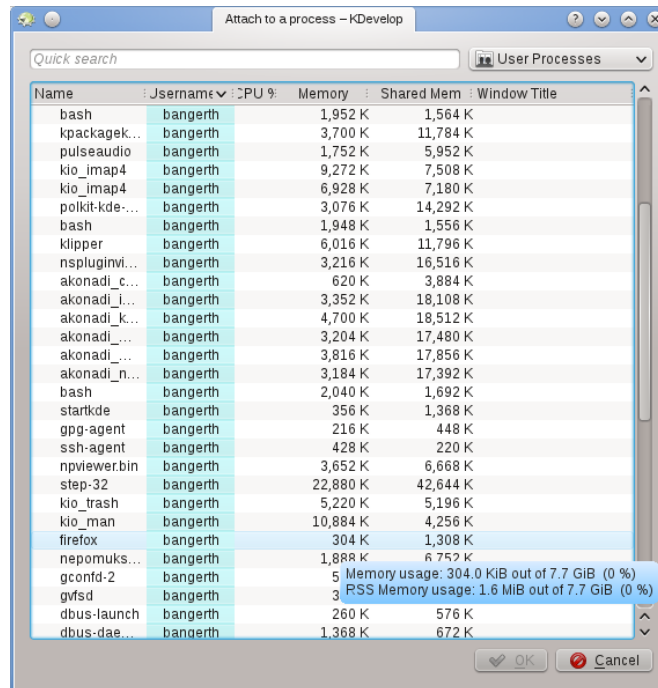 Attach to a process – KDevelop
Quick search
User Processes
Name Username CPU % Memory Shared Mem Window Title
bash bangerth 1,952 K 1,564 K
kpackagek... bangerth 3,700 K 11,784 K
pulseaudio bangerth 1,752 K 5,952 K
kio_imap4 bangerth 9,272 K 7,508 K
kio_imap4 bangerth 6,928 K 7,180 K
polkit-kde-... bangerth 3,076 K 14,292 K
bash bangerth 1,948 K 1,556 K
klipper bangerth 6,016 K 11,796 K
nspluginvi... bangerth 3,216 K 16,516 K
akonadi_c... bangerth 620 K 3,884 K
akonadi_i... bangerth 3,352 K 18,108 K
akonadi_k... bangerth 4,700 K 18,512 K
akonadi_... bangerth 3,204 K 17,480 K
akonadi_... bangerth 3,816 K 17,856 K
akonadi_n... bangerth 3,184 K 17,392 K
bash bangerth 2,040 K 1,692 K
startkde bangerth 356 K 1,368 K
gpg-agent bangerth 216 K 448 K
ssh-agent bangerth 428 K 220 K
npviewer.bin bangerth 3,652 K 6,668 K
step-32 bangerth 22,880 K 42,644 K
kio_trash bangerth 5,220 K 5,196 K
kio_man bangerth 10,884 K 4,256 K
firefox bangerth 304 K 1,308 K
nepomuks... bangerth 1,888 K 6,752 K
gconfd-2 bangerth 5
Memory usage: 304.0 KiB out of 7.7 GiB (0 %)
gvfsd bangerth 3
RSS Memory usage: 1.6 MiB out of 7.7 GiB (0 %)
dbus-launch bangerth 260 K 576 K
dbus-dae... bangerth 1,368 K 672 K
OK Cancel